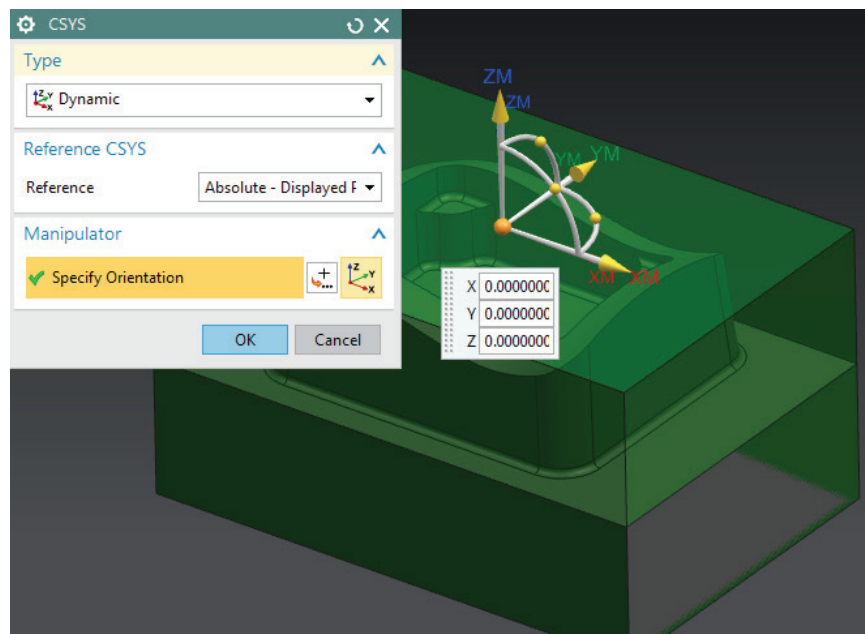 CSYS
Type
Z Y X Dynamic
Reference CSYS
Reference Absolute - Displayed F
Manipulator
Specify Orientation Z Y X
OK Cancel
ZM
ZM
YM YM
XM XM
X 0.0000000
Y 0.0000000
Z 0.0000000